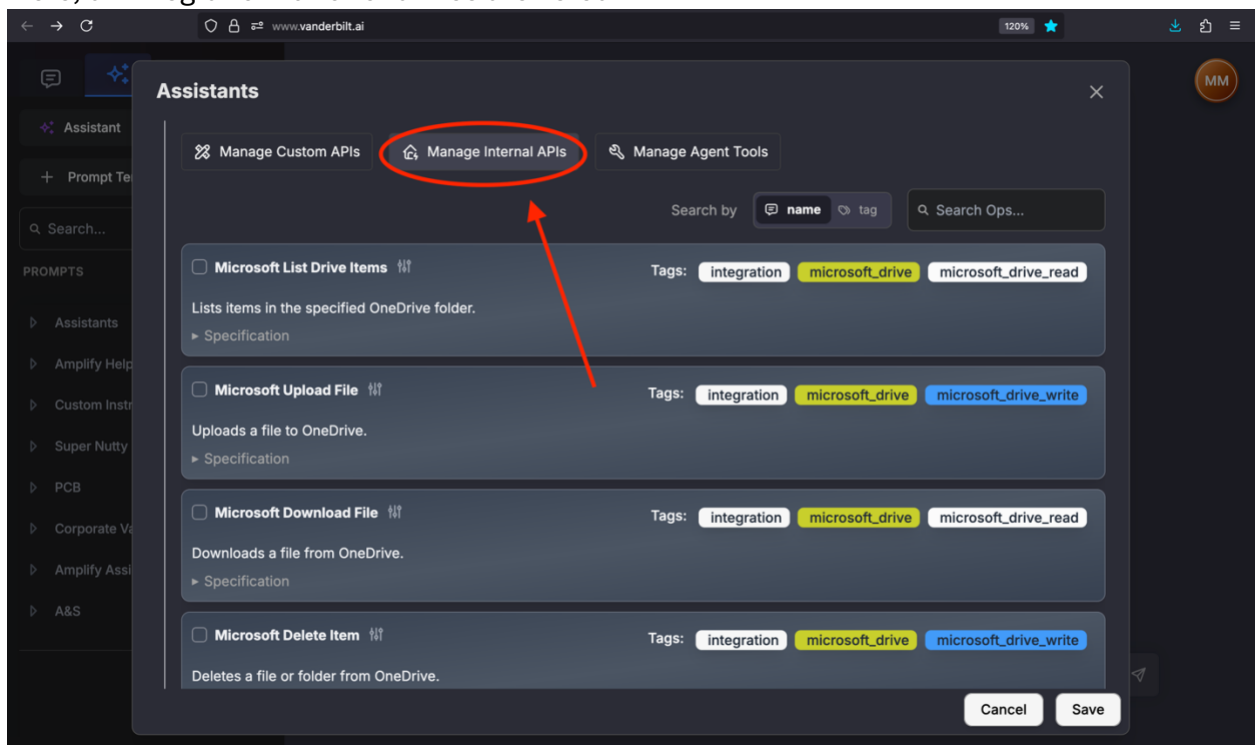 www.vanderbilt.ai
120%
Assistants
MM
Assistant
Manage Custom APIs
Manage Internal APIs
Manage Agent Tools
Prompt Te
Search by
name
tag
Search Ops...
Search...
PROMPTS
Microsoft List Drive Items
Tags: integration microsoft_drive microsoft_drive_read
Lists items in the specified OneDrive folder.
Specification
Assistants
Amplify Help
Microsoft Upload File
Tags: integration microsoft_drive microsoft_drive_write
Custom Instr
Uploads a file to OneDrive.
Super Nutty
Specification
PCB
Microsoft Download File
Tags: integration microsoft_drive microsoft_drive_read
Corporate Va
Downloads a file from OneDrive.
Amplify Assi
Specification
A&S
Microsoft Delete Item
Tags: integration microsoft_drive microsoft_drive_write
Deletes a file or folder from OneDrive.
Cancel
Save